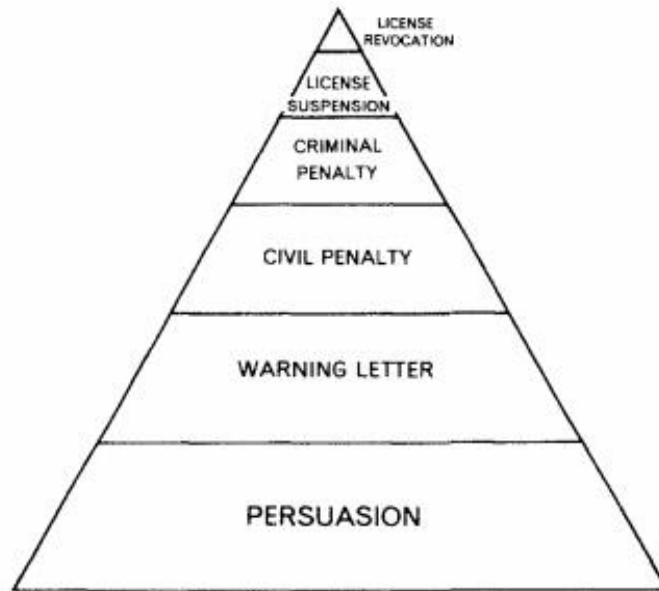 LICENSE
REVOCATION
LICENSE
SUSPENSION
CRIMINAL
PENALTY
CIVIL PENALTY
WARNING LETTER
PERSUASION